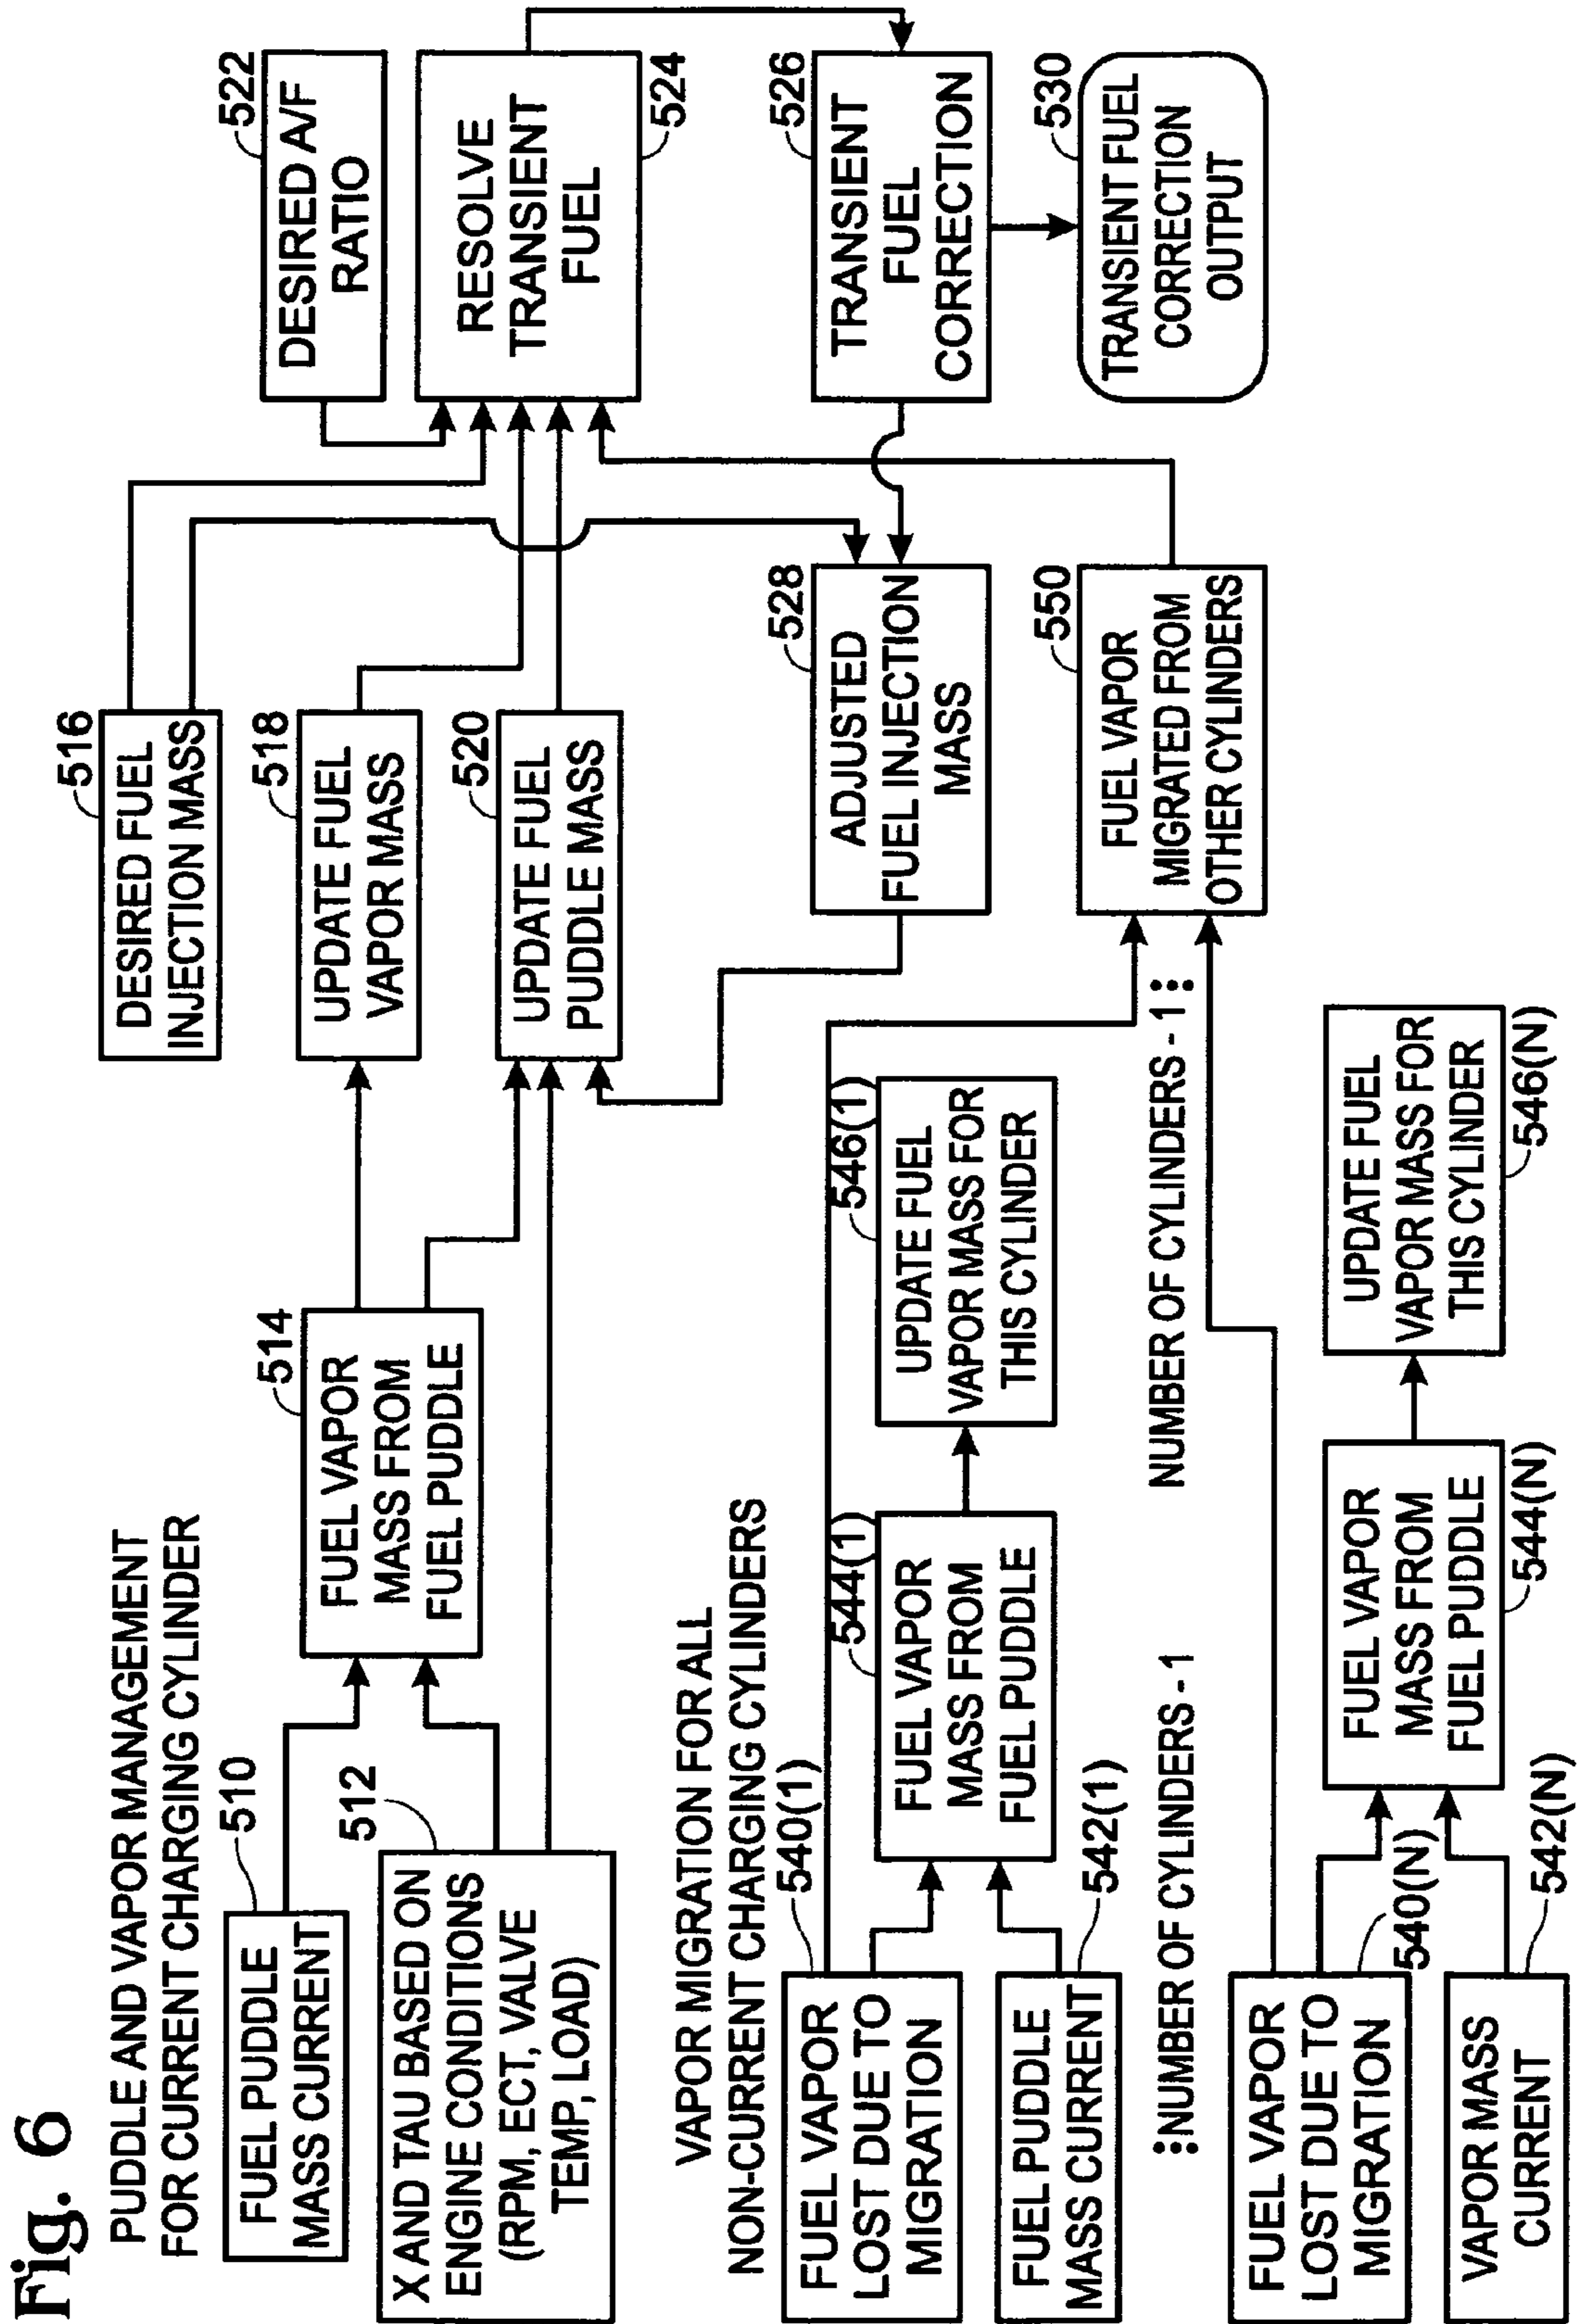 Fig. 6
PUDDLE AND VAPOR MANAGEMENT
FOR CURRENT CHARGING CYLINDER
510
FUEL PUDDLE
MASS CURRENT
512
X AND TAU BASED ON
ENGINE CONDITIONS
(RPM, ECT, VALVE
TEMP, LOAD)
514
FUEL VAPOR
MASS FROM
FUEL PUDDLE
516
DESIRED FUEL
INJECTION MASS
518
UPDATE FUEL
VAPOR MASS
520
UPDATE FUEL
PUDDLE MASS
522
DESIRED A/F
RATIO
RESOLVE
TRANSIENT
FUEL
524
526
TRANSIENT
FUEL
CORRECTION
528
ADJUSTED
FUEL INJECTION
MASS
530
TRANSIENT FUEL
CORRECTION
OUTPUT
VAPOR MIGRATION FOR ALL
NON-CURRENT CHARGING CYLINDERS
540(1)
FUEL VAPOR
LOST DUE TO
MIGRATION
FUEL PUDDLE
MASS CURRENT
542(1)
544(1)
FUEL VAPOR
MASS FROM
FUEL PUDDLE
546(1)
UPDATE FUEL
VAPOR MASS FOR
THIS CYLINDER
550
FUEL VAPOR
MIGRATED FROM
OTHER CYLINDERS
NUMBER OF CYLINDERS - 1
NUMBER OF CYLINDERS - 1
FUEL VAPOR
LOST DUE TO
MIGRATION
540(N)
VAPOR MASS
CURRENT
542(N)
FUEL VAPOR
MASS FROM
FUEL PUDDLE
544(N)
UPDATE FUEL
VAPOR MASS FOR
THIS CYLINDER
546(N)